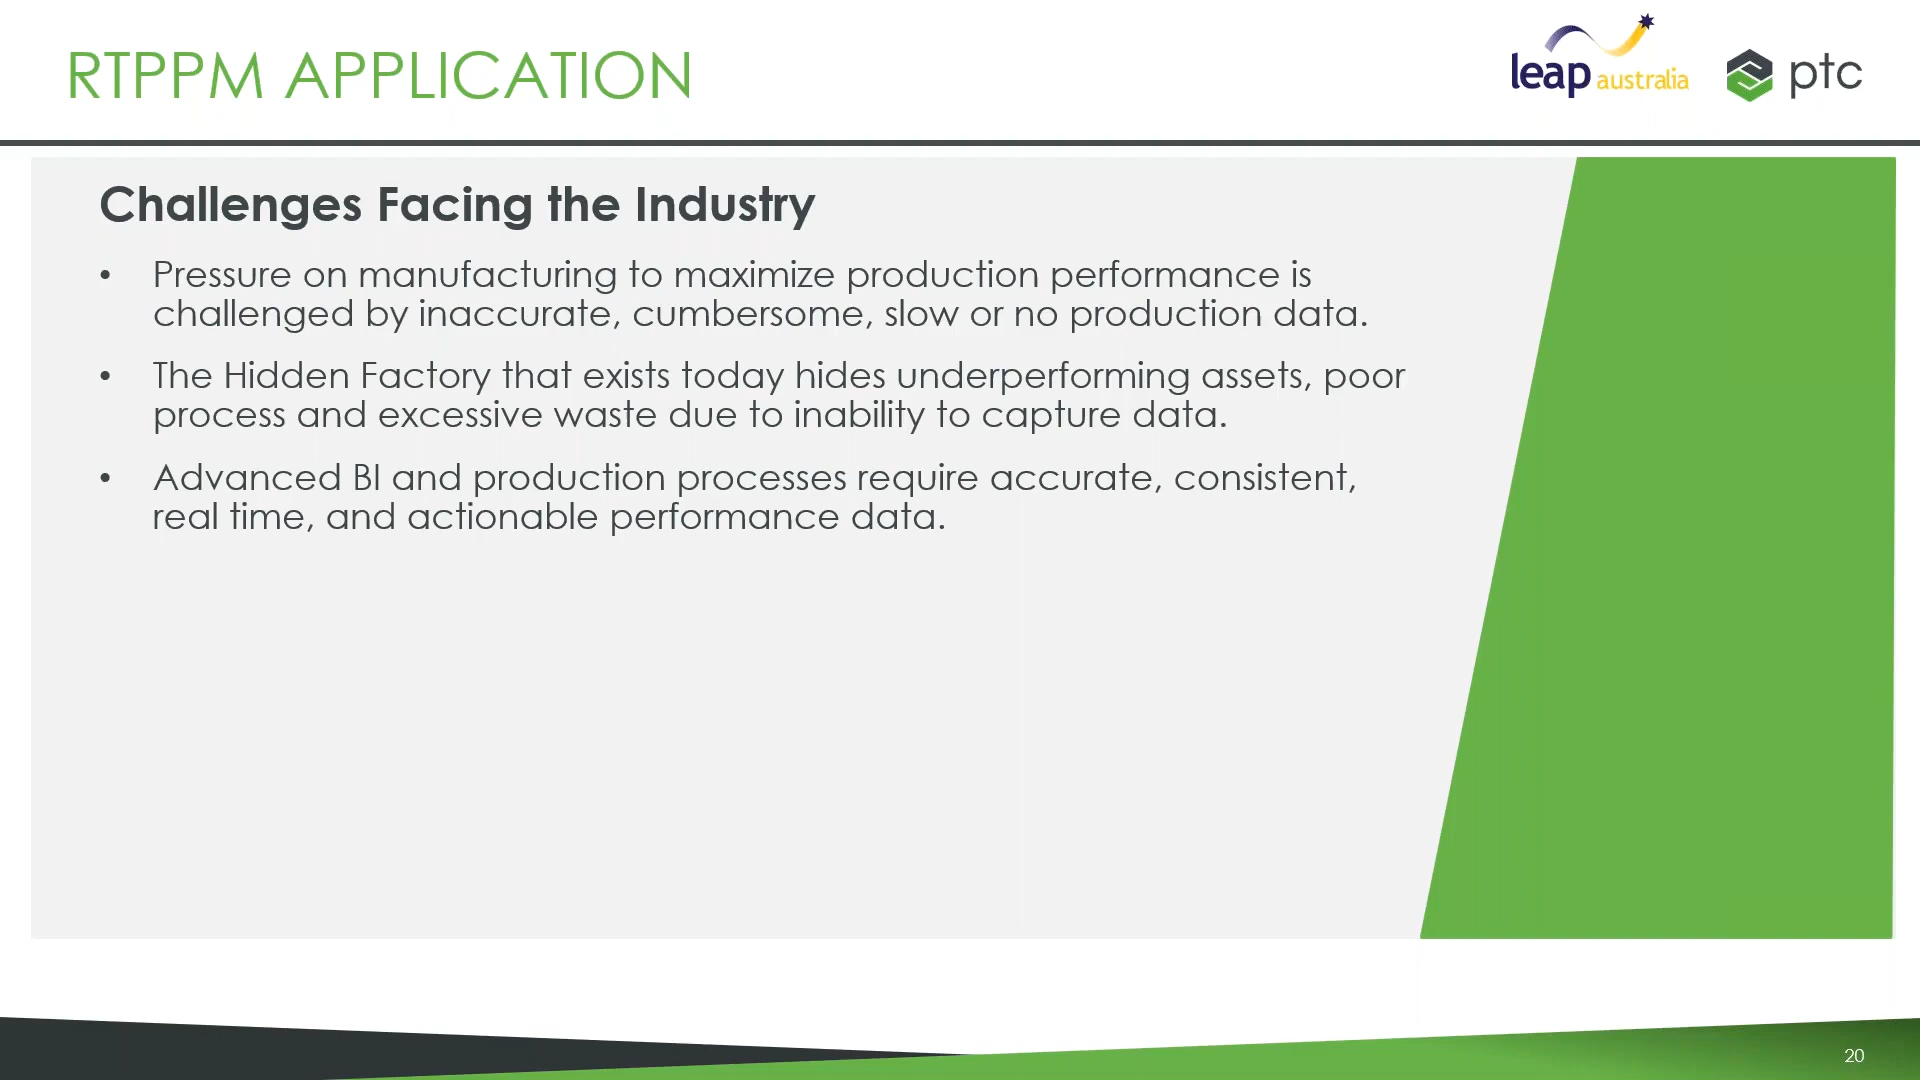 RTPPM APPLICATION
leap australia
ptc
Challenges Facing the Industry
• Pressure on manufacturing to maximize production performance is
challenged by inaccurate, cumbersome, slow or no production data.
• The Hidden Factory that exists today hides underperforming assets, poor
process and excessive waste due to inability to capture data.
• Advanced BI and production processes require accurate, consistent,
real time, and actionable performance data.
20